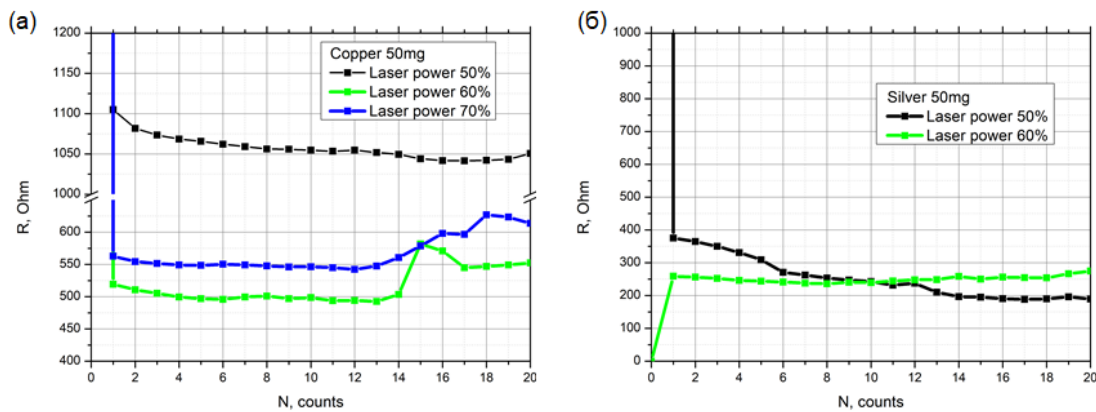 (а)
1200
1150
1100
1050
1000
600
550
500
450
400
R, Ohm
Copper 50mg
Laser power 50%
Laser power 60%
Laser power 70%
0 2 4 6 8 10 12 14 16 18 20
N, counts
(б)
1000
900
800
700
600
500
400
300
200
100
0
R, Ohm
Silver 50mg
Laser power 50%
Laser power 60%
0 2 4 6 8 10 12 14 16 18 20
N, counts